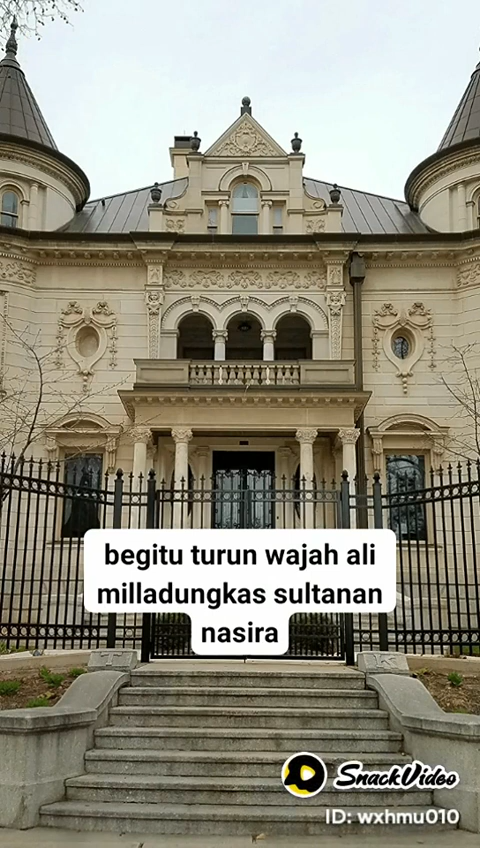 begitu turun wajah ali
milladungkas sultanan
nasira
SnackVideo
ID: wxhmu010